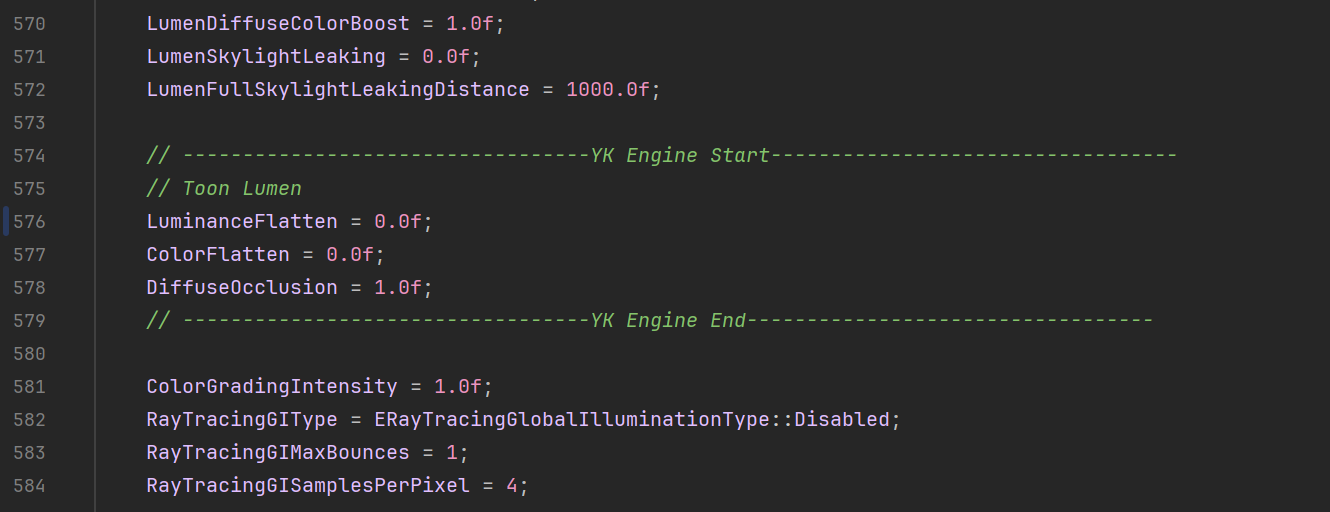 570 LumenDiffuseColorBoost = 1.0f;
571 LumenSkylightLeaking = 0.0f;
572 LumenFullSkylightLeakingDistance = 1000.0f;
573
574 // ----------------------------------YK Engine Start----------------------------------
575 // Toon Lumen
576 LuminanceFlatten = 0.0f;
577 ColorFlatten = 0.0f;
578 DiffuseOcclusion = 1.0f;
579 // ----------------------------------YK Engine End----------------------------------
580
581 ColorGradingIntensity = 1.0f;
582 RayTracingGIType = ERayTracingGlobalIlluminationType::Disabled;
583 RayTracingGIMaxBounces = 1;
584 RayTracingGISamplesPerPixel = 4;